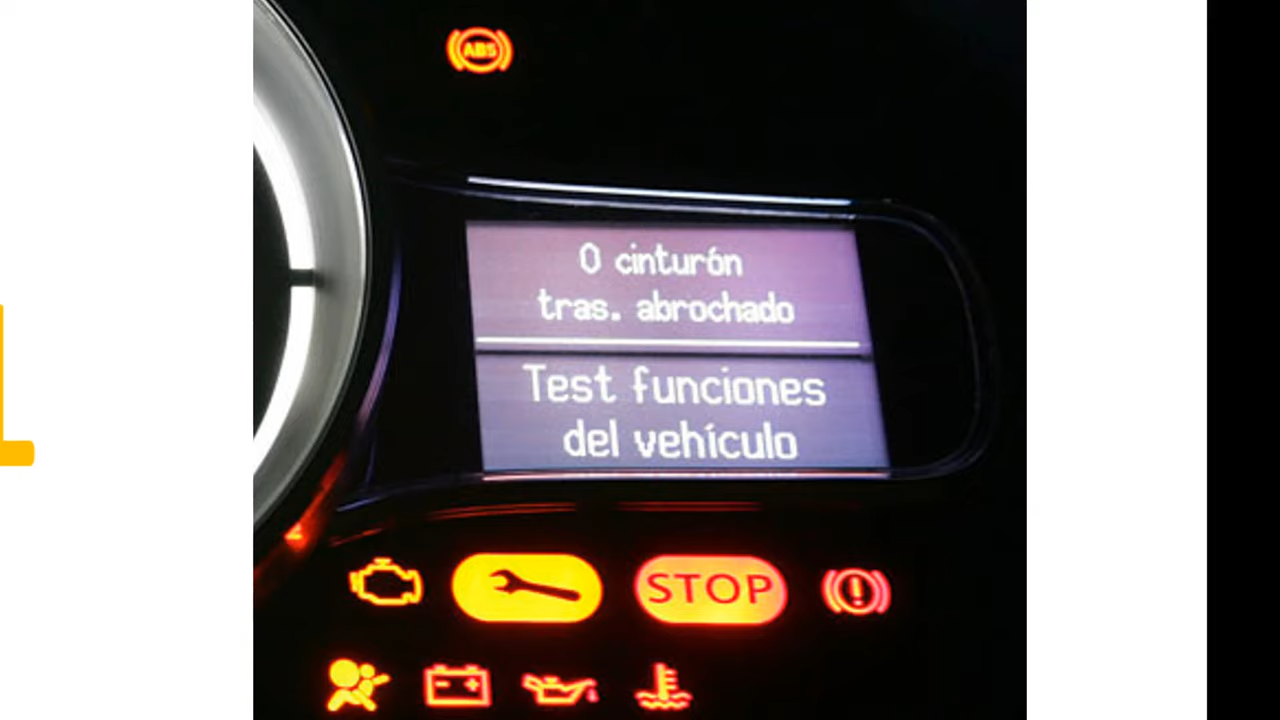 ABS
0 cinturón
tras. abrochado
Test funciones
del vehículo
STOP